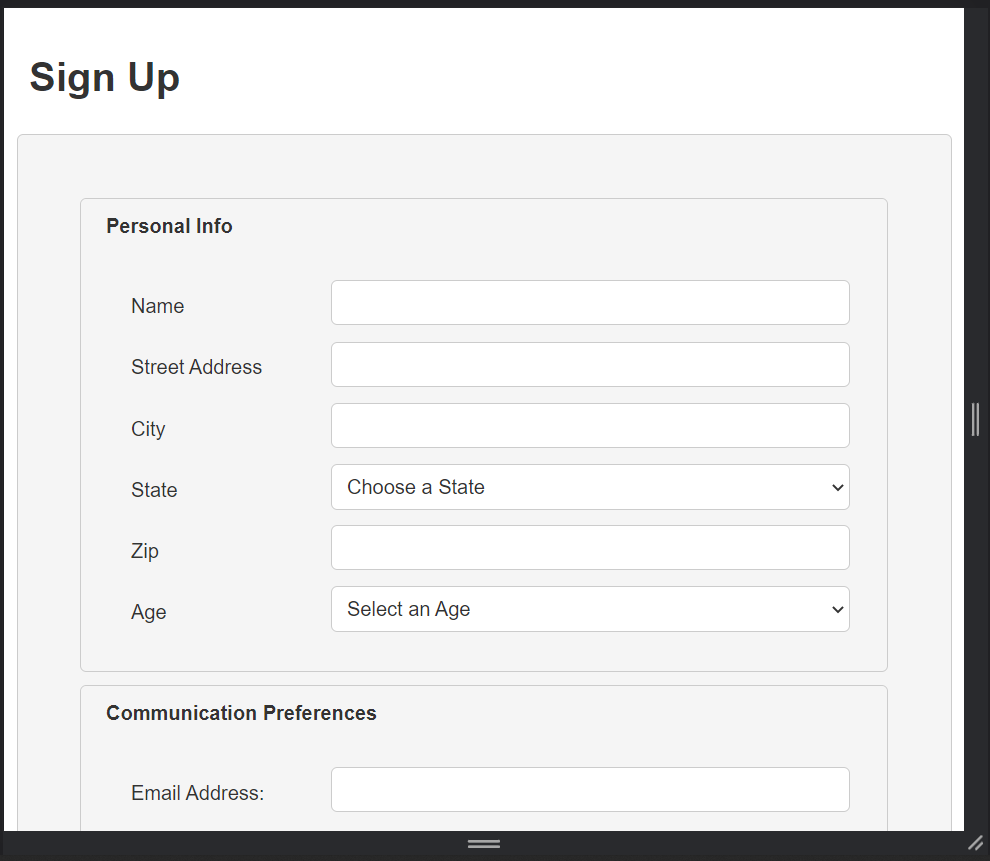 Sign Up
Personal Info
Name
Street Address
City
State
Choose a State
Zip
Age
Select an Age
Communication Preferences
Email Address: